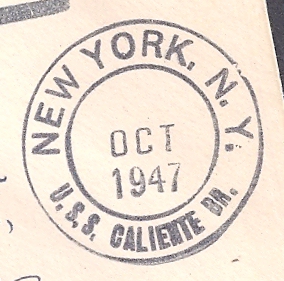 NEW YORK, N.Y.
OCT
1947
U.S.S. CALIENTE BR.